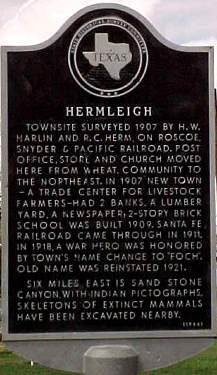 TEXAS
HERMLEIGH
TOWNSITE SURVEYED 1907 BY H.W.
HARLIN AND R.C. HERM, ON ROSCOE,
SNYDER & PACIFIC RAILROAD. POST
OFFICE, STORE AND CHURCH MOVED
HERE FROM WHEAT, COMMUNITY TO
THE NORTHEAST. IN 1907 NEW TOWN
—A TRADE CENTER FOR LIVESTOCK
FARMERS—HAD 2 BANKS, A LUMBER
YARD, A NEWSPAPER; 2-STORY BRICK
SCHOOL WAS BUILT 1909. SANTA FE
RAILROAD CAME THROUGH IN 1911.
IN 1918, A WAR HERO WAS HONORED
BY TOWN'S NAME CHANGE TO "FOCH".
OLD NAME WAS REINSTATED 1921.
SIX MILES EAST IS SAND STONE
CANYON, WITH INDIAN PICTOGRAPHS.
SKELETONS OF EXTINCT MAMMALS
HAVE BEEN EXCAVATED NEARBY.